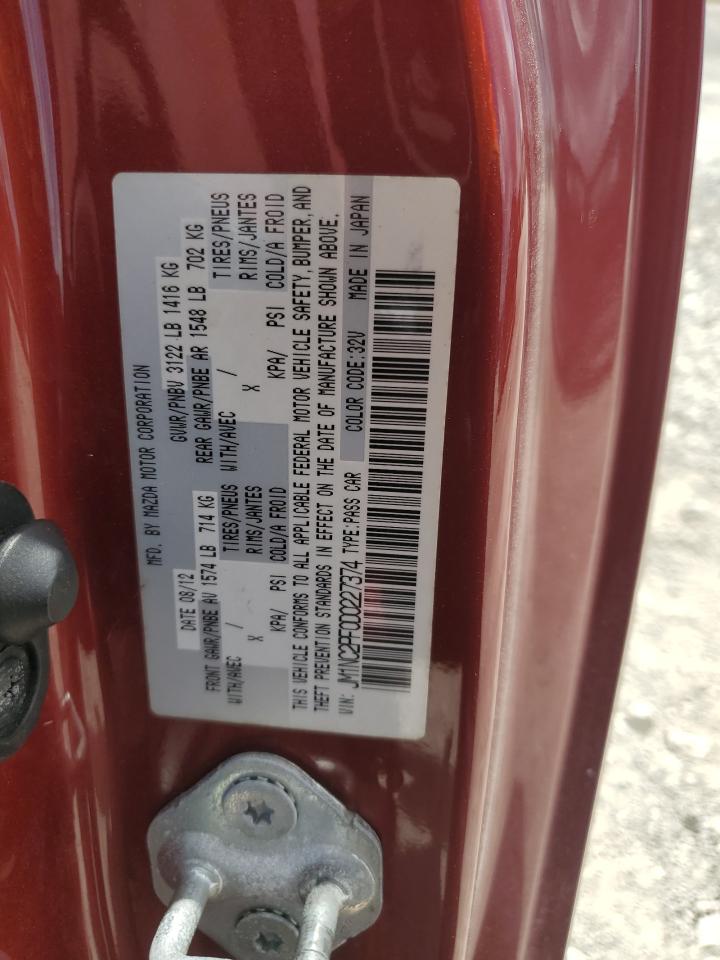 MFD. BY MAZDA MOTOR CORPORATION
DATE 08/12 GVWR/PNBV 3122 LB 1416 KG
FRONT GAWR/PNBE AV 1574 LB 714 KG REAR GAWR/PNBE AR 1548 LB 702 KG
WITH/AVEC / TIRES/PNEUS WITH/AVEC / TIRES/PNEUS
X RIMS/JANTES X RIMS/JANTES
KPA/ PSI COLD/A FROID KPA/ PSI COLD/A FROID
THIS VEHICLE CONFORMS TO ALL APPLICABLE FEDERAL MOTOR VEHICLE SAFETY, BUMPER, AND
THEFT PREVENTION STANDARDS IN EFFECT ON THE DATE OF MANUFACTURE SHOWN ABOVE.
VIN: JM1NC2PF0D0227374 TYPE:PASS CAR COLOR CODE:32V MADE IN JAPAN